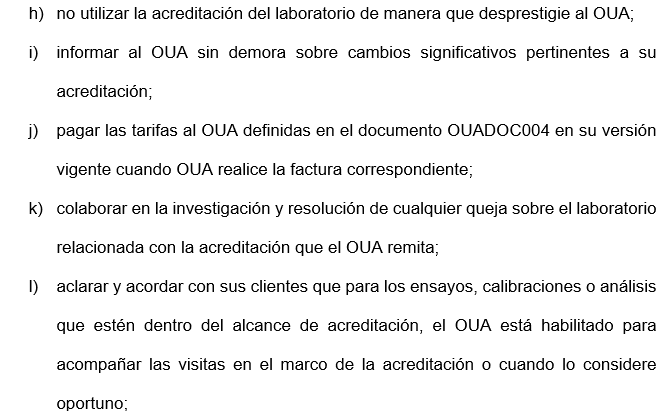 h) no utilizar la acreditación del laboratorio de manera que desprestigie al OUA;
i) informar al OUA sin demora sobre cambios significativos pertinentes a su
acreditación;
j) pagar las tarifas al OUA definidas en el documento OUADOC004 en su versión
vigente cuando OUA realice la factura correspondiente;
k) colaborar en la investigación y resolución de cualquier queja sobre el laboratorio
relacionada con la acreditación que el OUA remita;
l) aclarar y acordar con sus clientes que para los ensayos, calibraciones o análisis
que estén dentro del alcance de acreditación, el OUA está habilitado para
acompañar las visitas en el marco de la acreditación o cuando lo considere
oportuno;